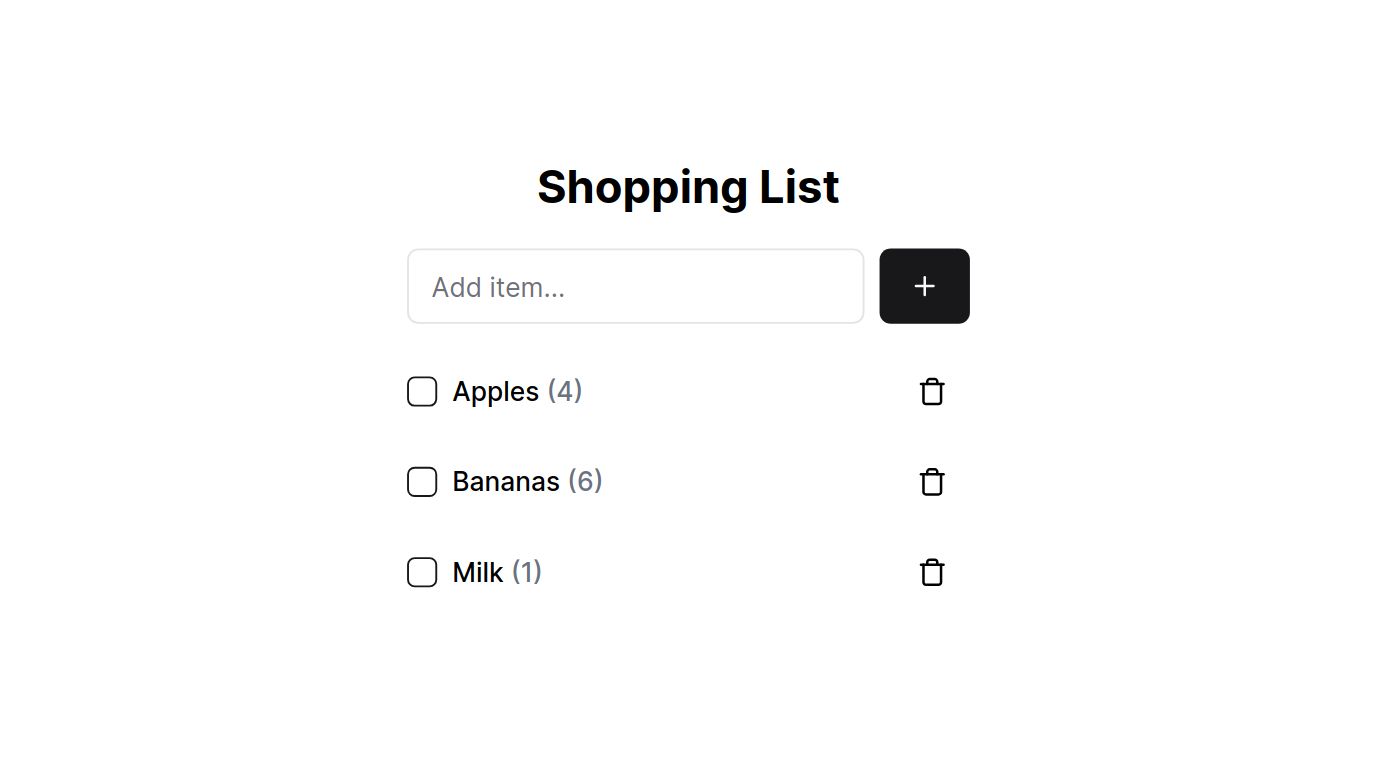 Shopping List
Add item...
Apples (4)
Bananas (6)
Milk (1)